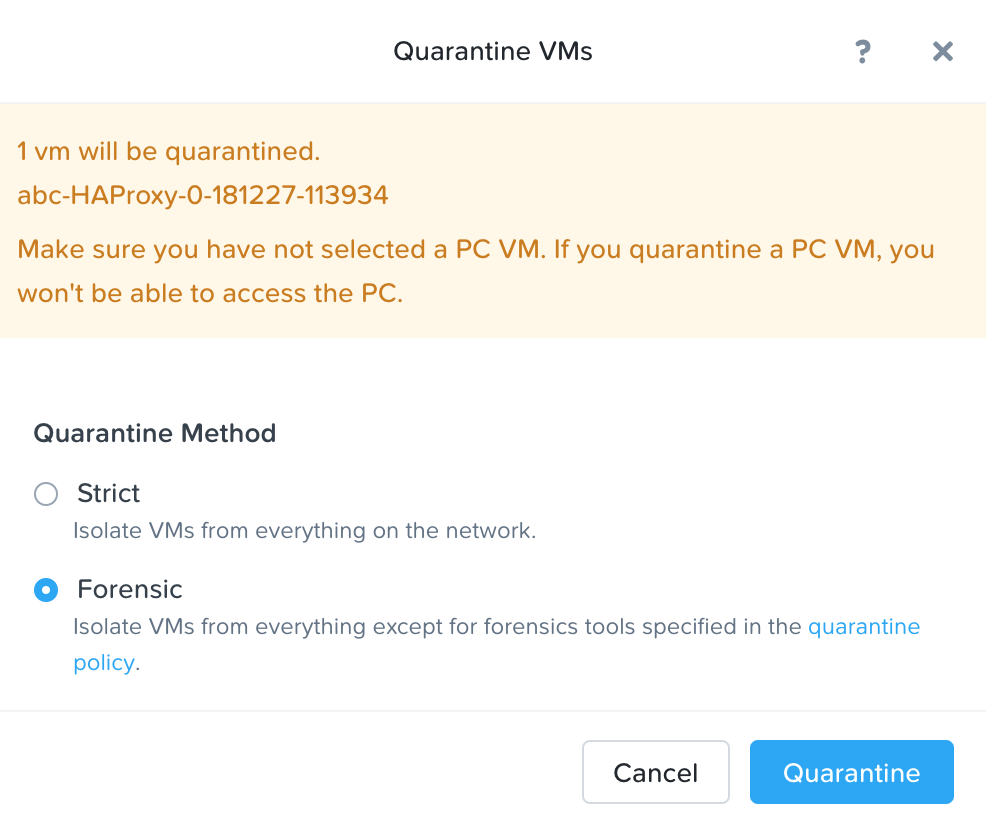 Quarantine VMs
?
1 vm will be quarantined.
abc-HAProxy-0-181227-113934
Make sure you have not selected a PC VM. If you quarantine a PC VM, you
won't be able to access the PC.
Quarantine Method
Strict
Isolate VMs from everything on the network.
Forensic
Isolate VMs from everything except for forensics tools specified in the quarantine
policy.
Cancel
Quarantine